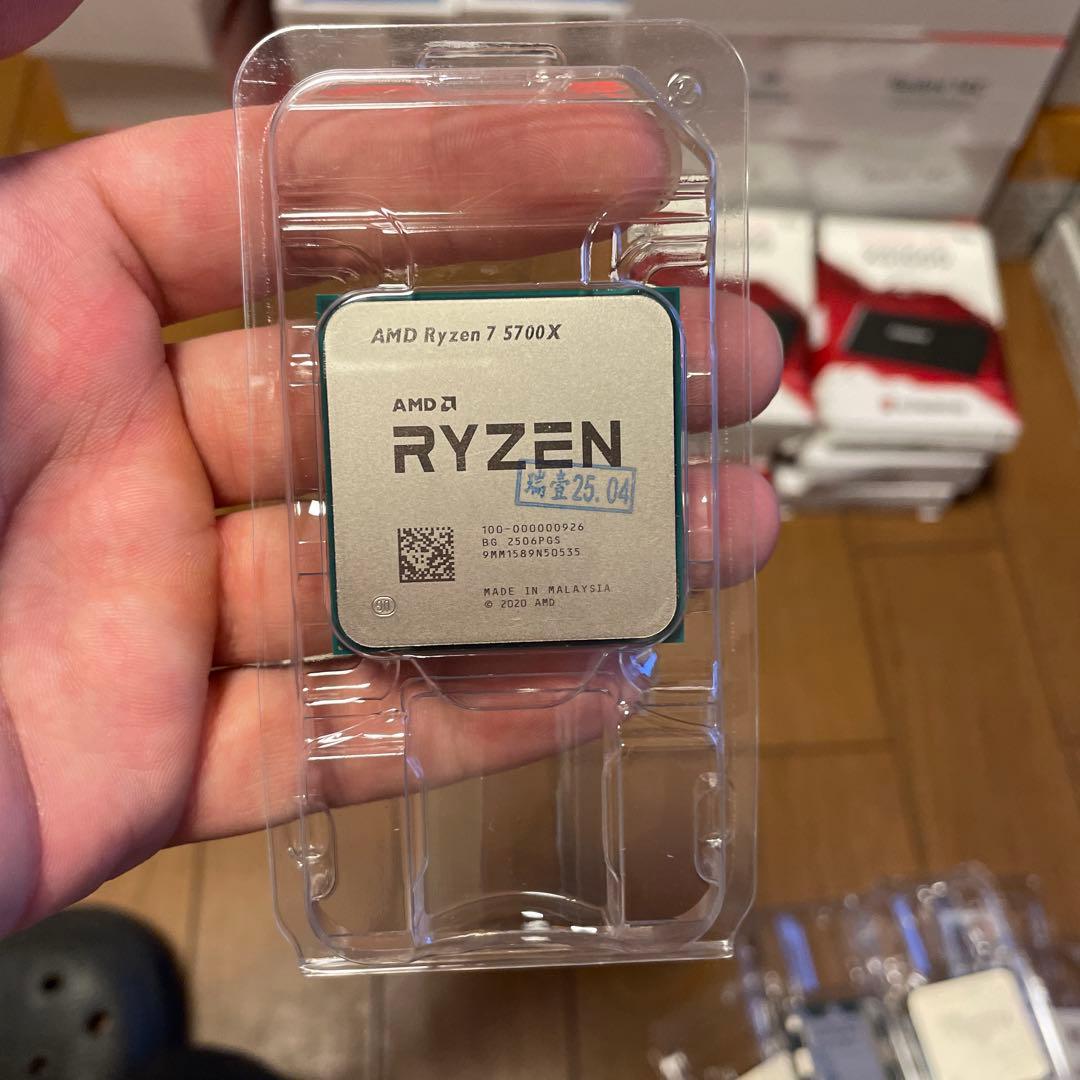 AMD Ryzen 7 5700X
AMD
RYZEN
瑞壹25.04
100-000000926
BG 2506PGS
9MM1589N50535
MADE IN MALAYSIA
© 2020 AMD